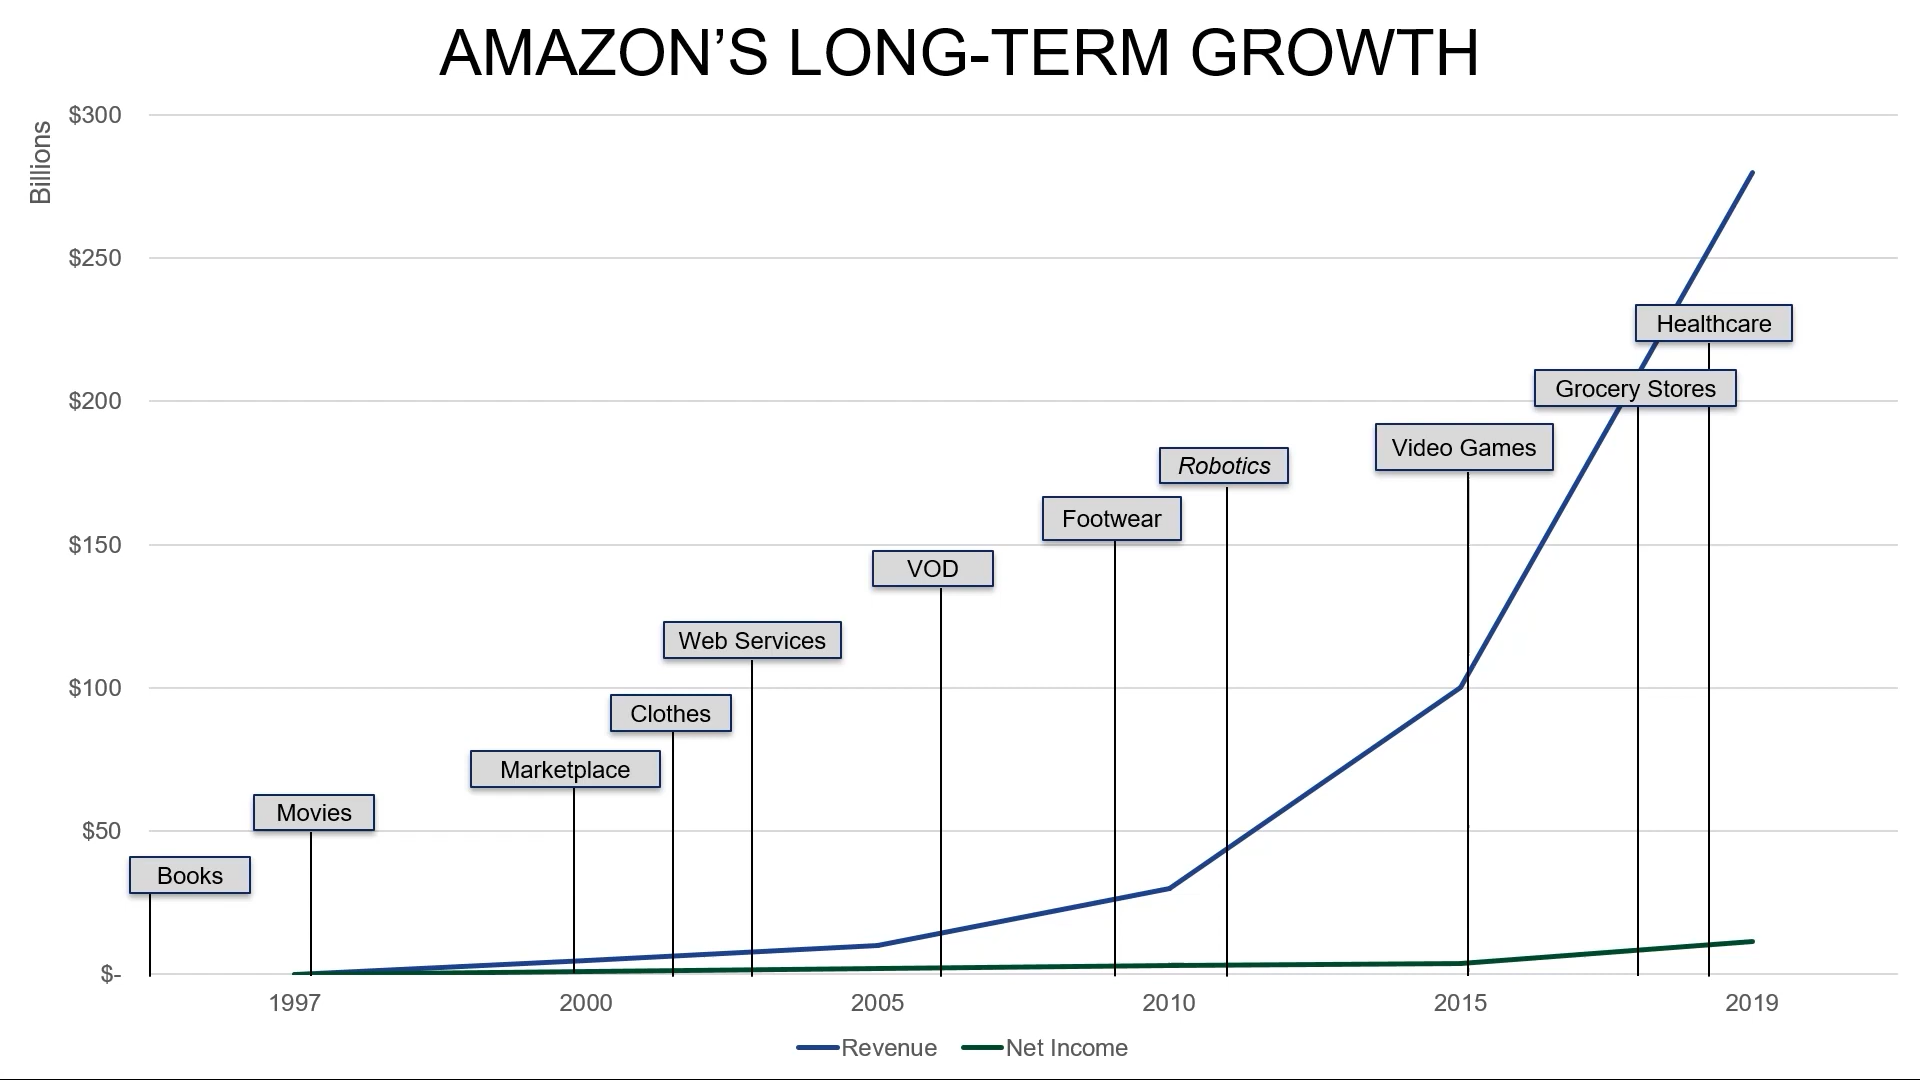 AMAZON’S LONG-TERM GROWTH
Billions
$300
$250
$200
$150
$100
$50
$-
Healthcare
Grocery Stores
Video Games
Robotics
Footwear
VOD
Web Services
Clothes
Marketplace
Movies
Books
1997
2000
2005
2010
2015
2019
Revenue
Net Income